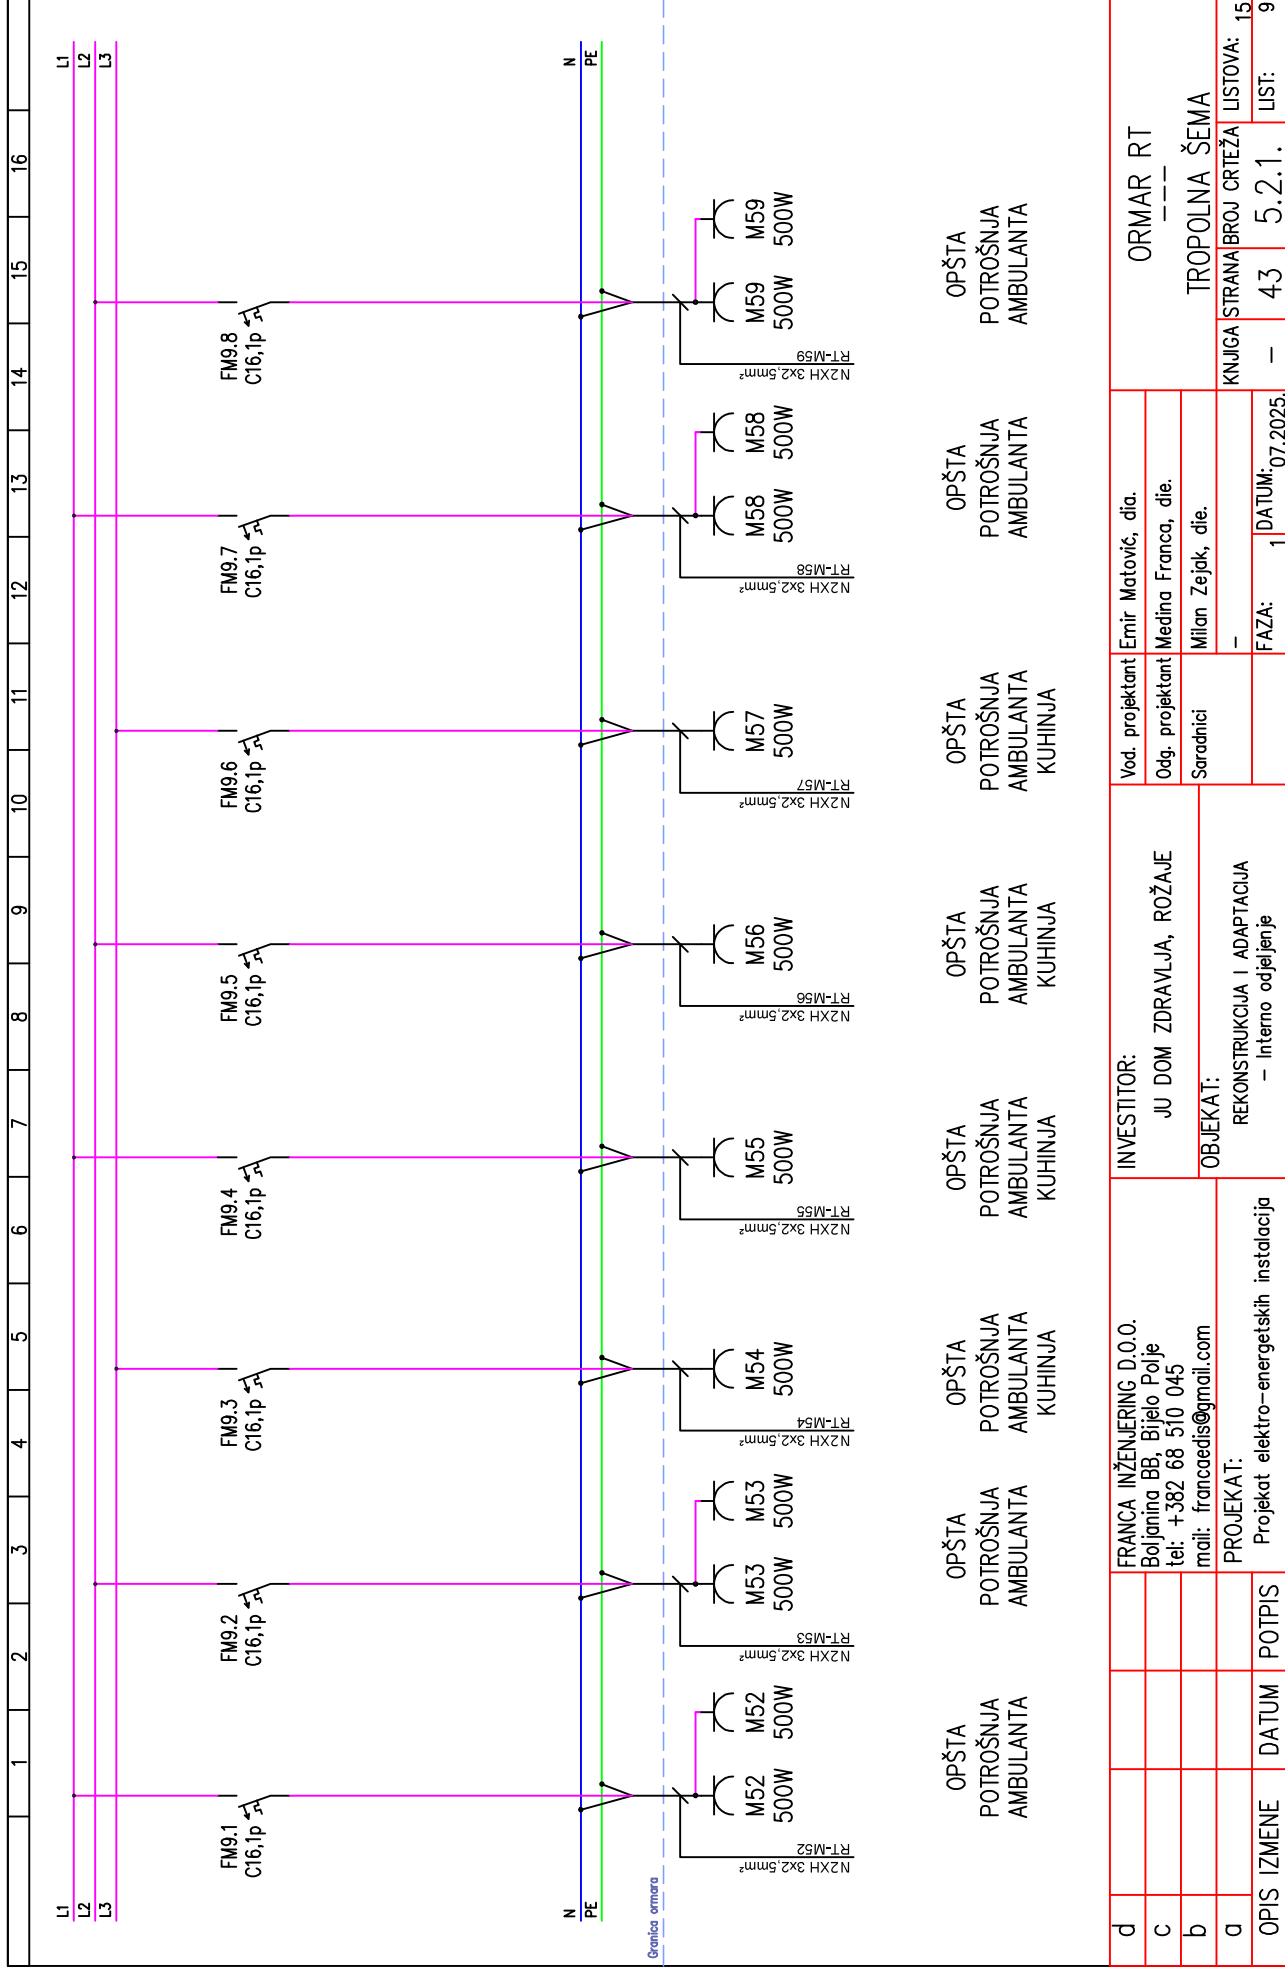 1 2 3 4 5 6 7 8 9 10 11 12 13 14 15 16
L1 L1
L2 L2
L3 L3
FM9.1
C16,1p
FM9.2
C16,1p
FM9.3
C16,1p
FM9.4
C16,1p
FM9.5
C16,1p
FM9.6
C16,1p
FM9.7
C16,1p
FM9.8
C16,1p
N N
PE PE
Granica ormara
N2XH 3x2,5mm²
RT-M52
M52
500W
M52
500W
N2XH 3x2,5mm²
RT-M53
M53
500W
M53
500W
N2XH 3x2,5mm²
RT-M54
M54
500W
N2XH 3x2,5mm²
RT-M55
M55
500W
N2XH 3x2,5mm²
RT-M56
M56
500W
N2XH 3x2,5mm²
RT-M57
M57
500W
N2XH 3x2,5mm²
RT-M58
M58
500W
M58
500W
N2XH 3x2,5mm²
RT-M59
M59
500W
M59
500W
OPŠTA
POTROŠNJA
AMBULANTA
OPŠTA
POTROŠNJA
AMBULANTA
OPŠTA
POTROŠNJA
AMBULANTA
KUHINJA
OPŠTA
POTROŠNJA
AMBULANTA
KUHINJA
OPŠTA
POTROŠNJA
AMBULANTA
KUHINJA
OPŠTA
POTROŠNJA
AMBULANTA
KUHINJA
OPŠTA
POTROŠNJA
AMBULANTA
OPŠTA
POTROŠNJA
AMBULANTA
d
c
b
a
OPIS IZMENE DATUM POTPIS
FRANCA INŽENJERING D.O.O.
Boljanina BB, Bijelo Polje
tel: +382 68 510 045
mail: francaedis@gmail.com
PROJEKAT:
Projekat elektro-energetskih instalacija
INVESTITOR:
JU DOM ZDRAVLJA, ROŽAJE
OBJEKAT:
REKONSTRUKCIJA I ADAPTACIJA
- Interno odjeljenje
Vod. projektant Emir Matović, dia.
Odg. projektant Medina Franca, die.
Saradnici Milan Zejak, die.
-
FAZA: 1 DATUM: 07.2025.
ORMAR RT
---
TROPOLNA ŠEMA
KNJIGA STRANA BROJ CRTEŽA LISTOVA: 15
- 43 5.2.1. LIST: 9